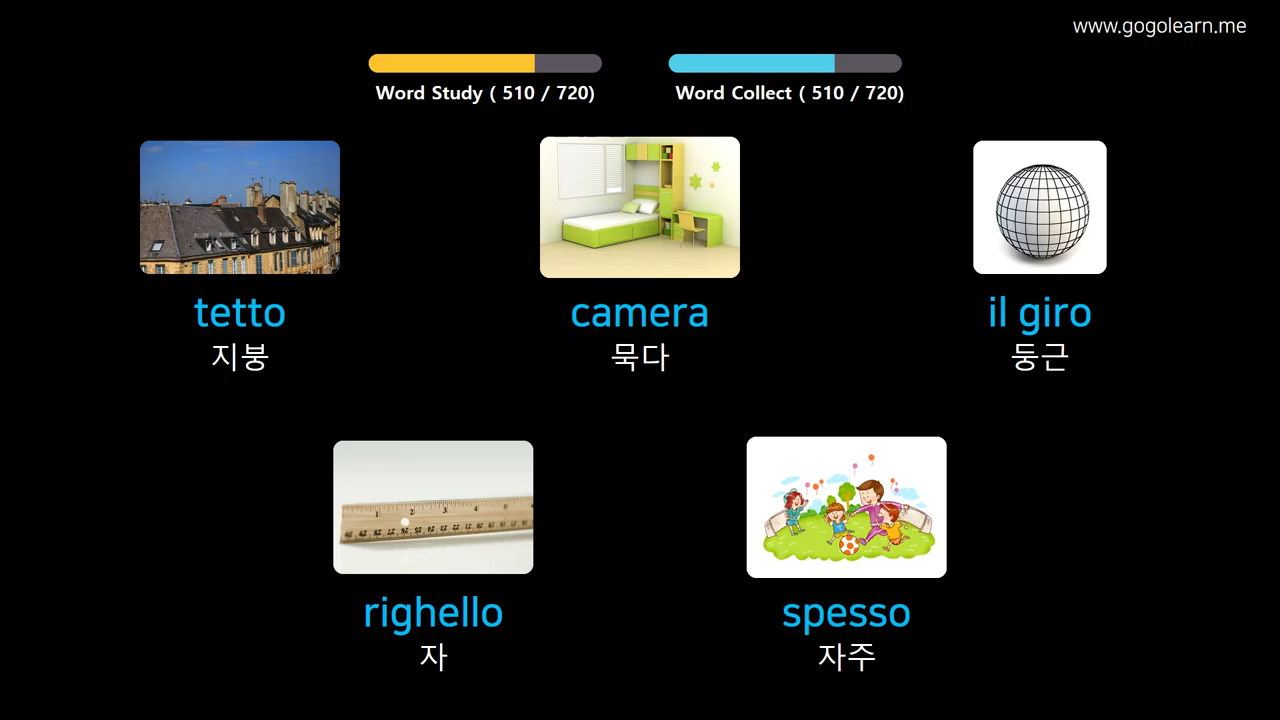 www.gogolearn.me
Word Study ( 510 / 720)
Word Collect ( 510 / 720)
tetto
지붕
camera
묵다
il giro
둥근
righello
자
spesso
자주